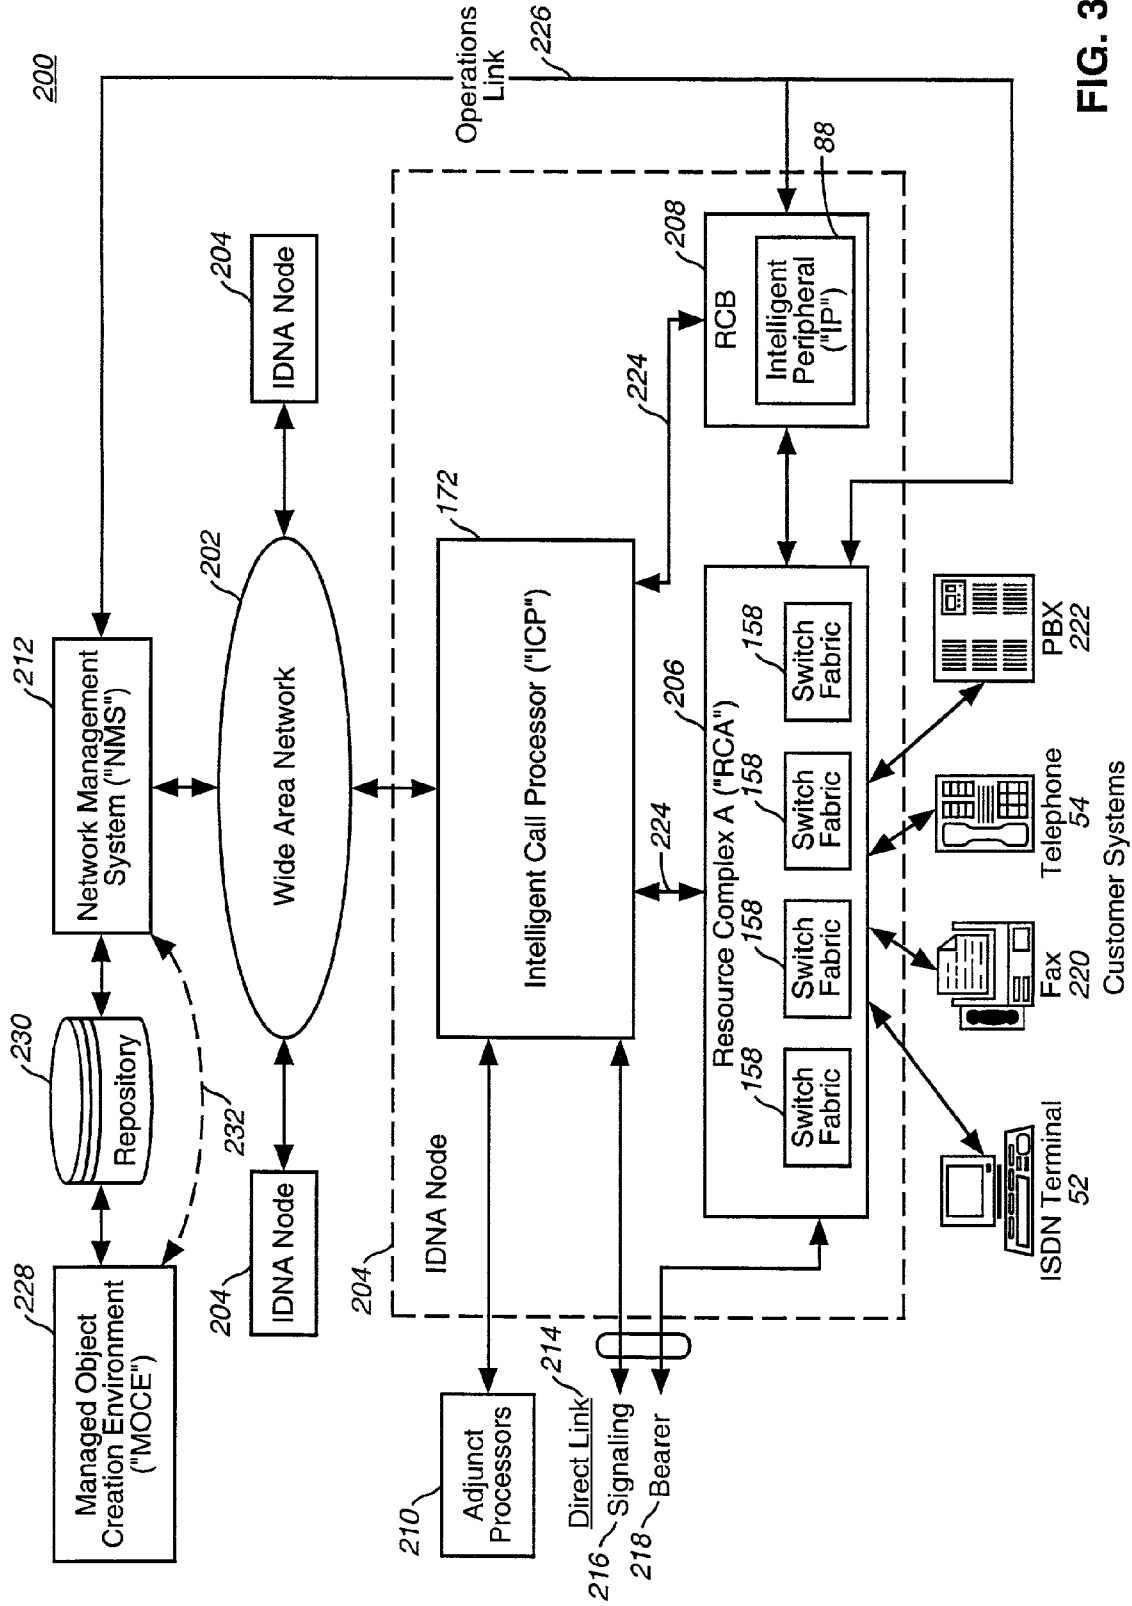 200
228
Managed Object
Creation Environment
("MOCE")
230
Repository
232
212
Network Management
System ("NMS")
204
IDNA Node
202
Wide Area Network
204
IDNA Node
Operations
Link
226
204
IDNA Node
210
Adjunct
Processors
Direct Link
214
216
Signaling
218
Bearer
172
Intelligent Call Processor ("ICP")
224
224
206
Resource Complex A ("RCA")
158
Switch
Fabric
158
Switch
Fabric
158
Switch
Fabric
158
Switch
Fabric
208
RCB
Intelligent
Peripheral
("IP")
88
ISDN Terminal
52
Fax
220
Telephone
54
PBX
222
Customer Systems
FIG. 3